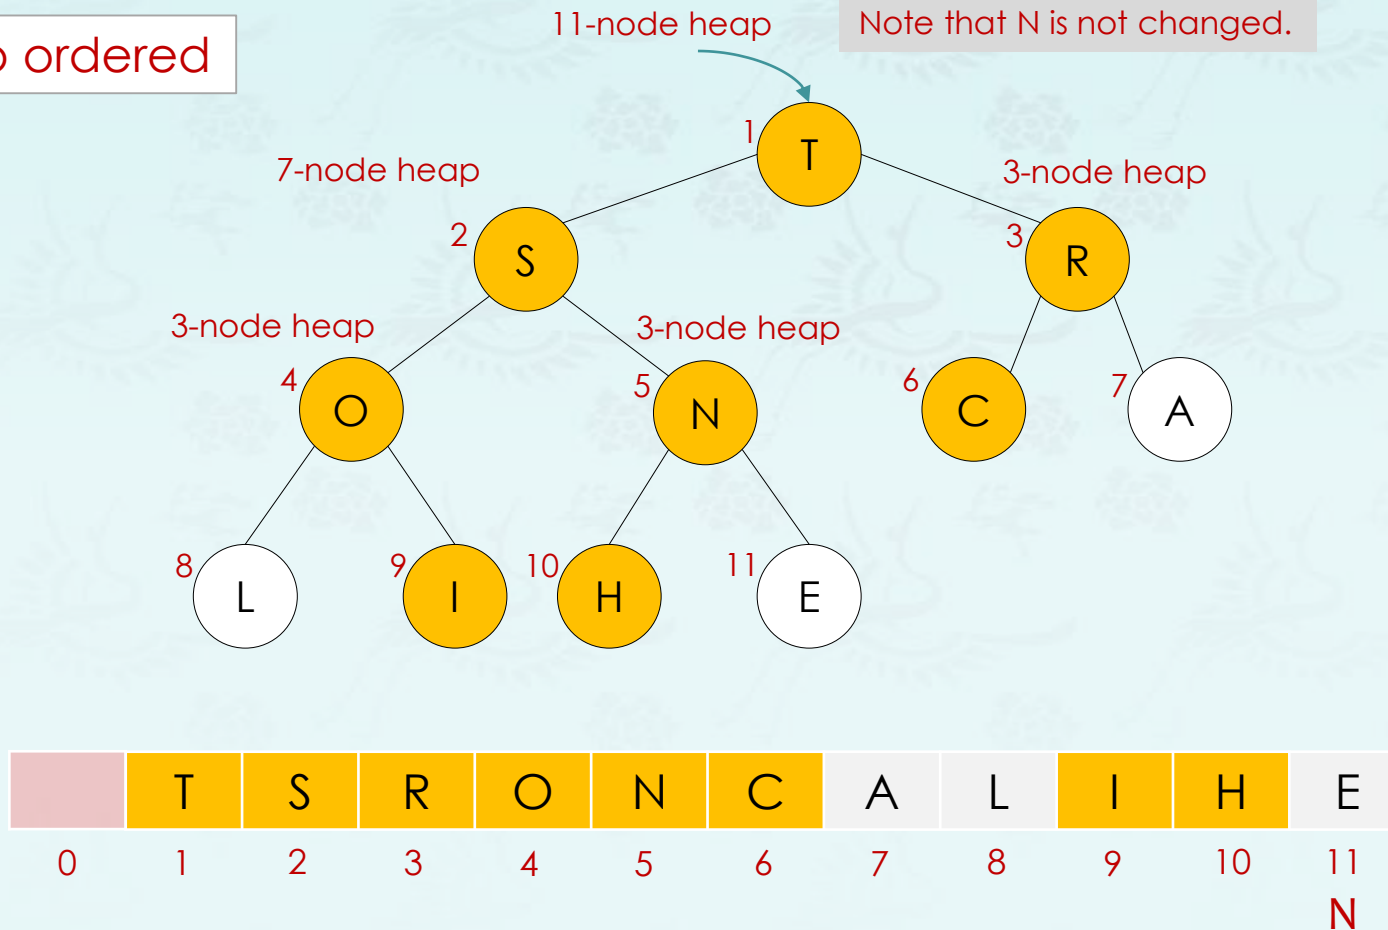 11-node heap
Note that N is not changed.
ordered
1
T
7-node heap
3-node heap
2
S
3
R
3-node heap
3-node heap
4
O
5
N
6
C
7
A
8
L
9
I
10
H
11
E
T S R O N C A L I H E
0 1 2 3 4 5 6 7 8 9 10 11
N